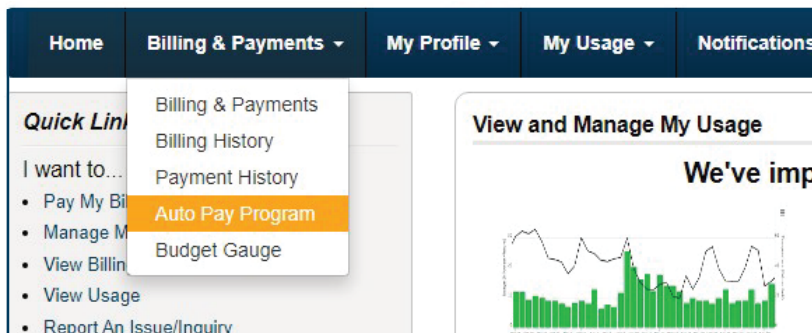 Home Billing & Payments My Profile My Usage Notifications
Billing & Payments
Billing History
Payment History
Auto Pay Program
Budget Gauge
Quick Lin
I want to...
Pay My Bi
Manage M
View Billin
View Usage
Report An Issue/Inquiry
View and Manage My Usage
We've imp